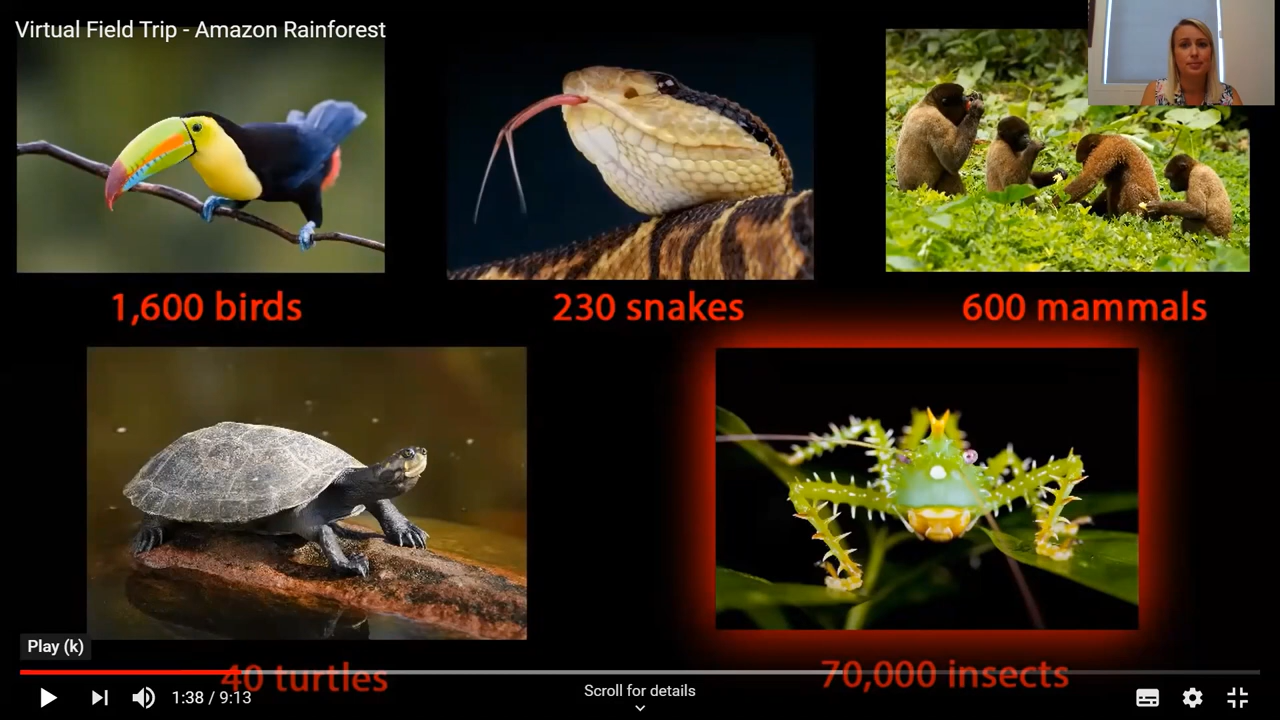 Virtual Field Trip - Amazon Rainforest
1,600 birds
230 snakes
600 mammals
Play (k)
40 turtles
70,000 insects
1:38 / 9:13
Scroll for details